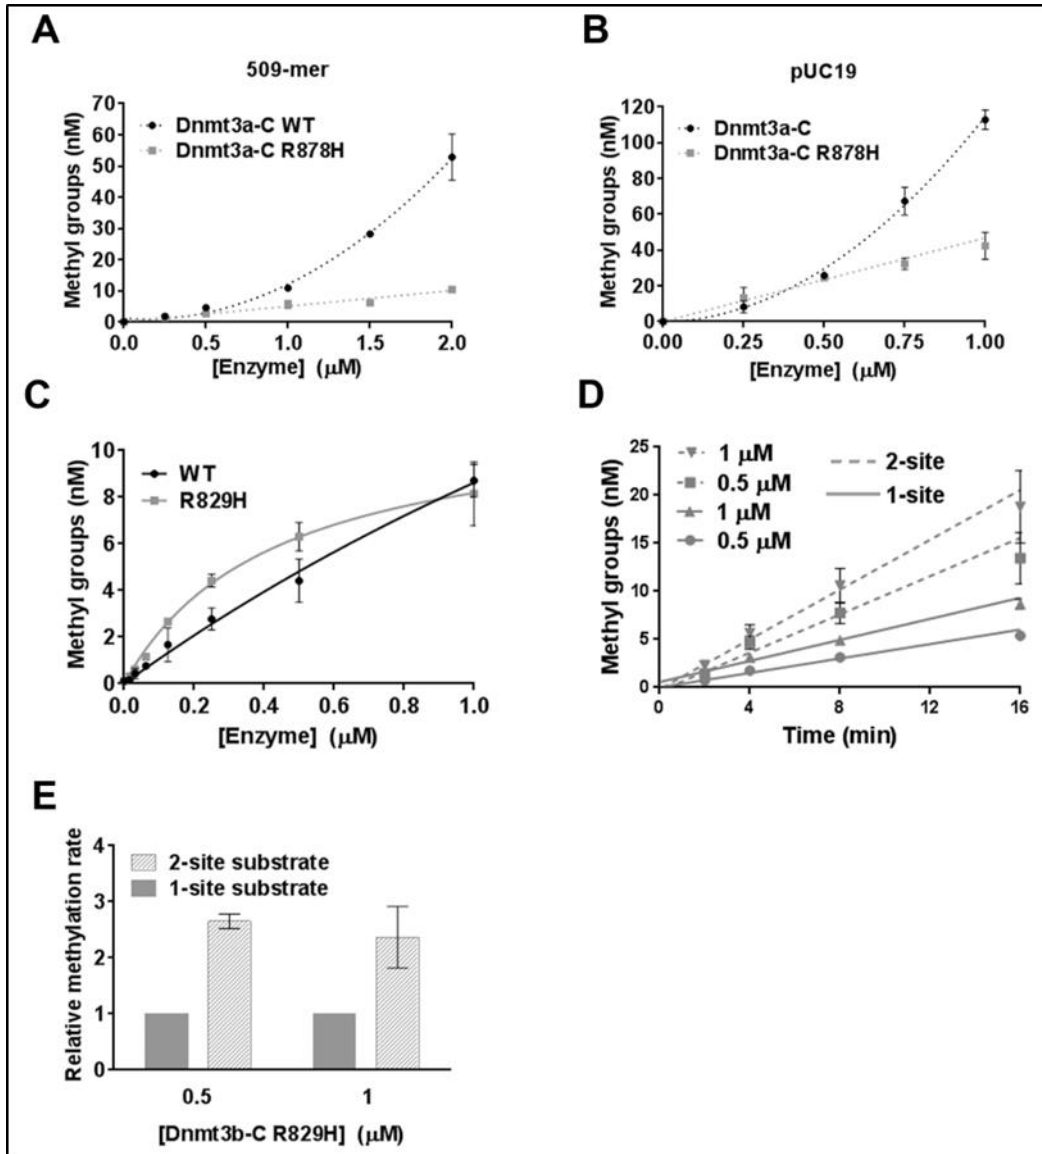 A
509-mer
Dnmt3a-C WT
Dnmt3a-C R878H
Methyl groups (nM)
70
60
50
40
30
20
10
0
0.0 0.5 1.0 1.5 2.0
[Enzyme] (μM)
B
pUC19
Dnmt3a-C
Dnmt3a-C R878H
Methyl groups (nM)
120
100
80
60
40
20
0
0.00 0.25 0.50 0.75 1.00
[Enzyme] (μM)
C
WT
R829H
Methyl groups (nM)
10
8
6
4
2
0
0.0 0.2 0.4 0.6 0.8 1.0
[Enzyme] (μM)
D
1 μM
0.5 μM
1 μM
0.5 μM
2-site
1-site
Methyl groups (nM)
25
20
15
10
5
0
0 4 8 12 16
Time (min)
E
2-site substrate
1-site substrate
Relative methylation rate
4
3
2
1
0
0.5 1
[Dnmt3b-C R829H] (μM)